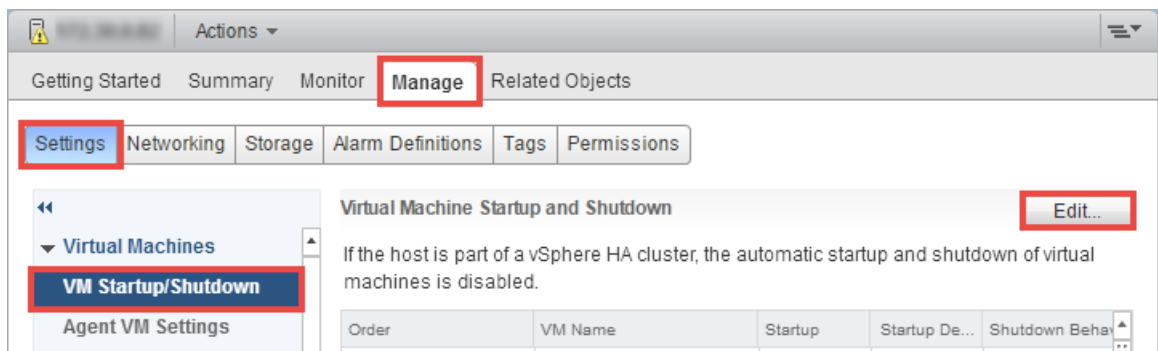 Actions
Getting Started Summary Monitor Manage Related Objects
Settings Networking Storage Alarm Definitions Tags Permissions
Virtual Machine Startup and Shutdown Edit...
Virtual Machines
If the host is part of a vSphere HA cluster, the automatic startup and shutdown of virtual
machines is disabled.
VM Startup/Shutdown
Agent VM Settings
Order VM Name Startup Startup De... Shutdown Behav